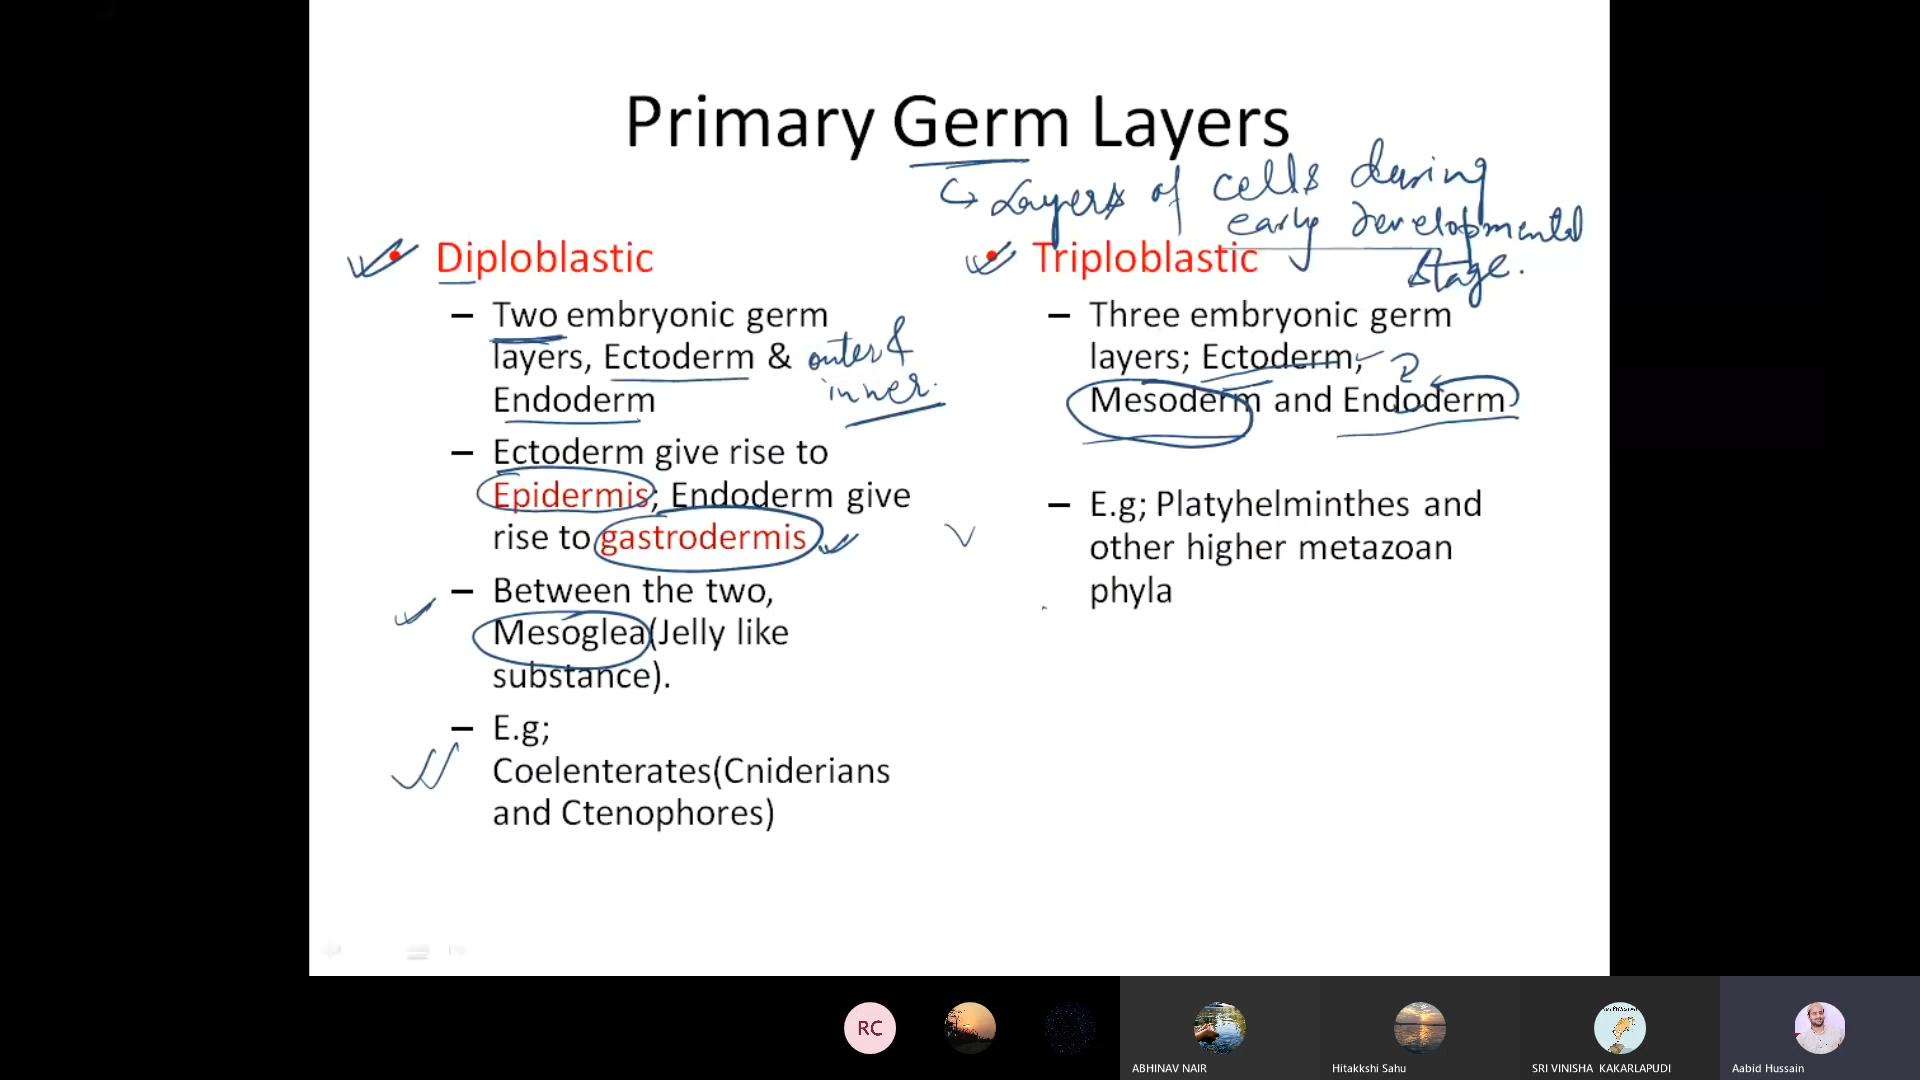 Primary Germ Layers
↪ Layers of cells during
early developmental
stage.
• Diploblastic
– Two embryonic germ
layers, Ectoderm &
Endoderm
outer &
inner.
– Ectoderm give rise to
Epidermis; Endoderm give
rise to gastrodermis
– Between the two,
Mesoglea(Jelly like
substance).
– E.g;
Coelenterates(Cniderians
and Ctenophores)
• Triploblastic
– Three embryonic germ
layers; Ectoderm,
Mesoderm and Endoderm
– E.g; Platyhelminthes and
other higher metazoan
phyla
RC
ABHINAV NAIR
Hitakkshi Sahu
SRI VINISHA KAKARLAPUDI
Aabid Hussain